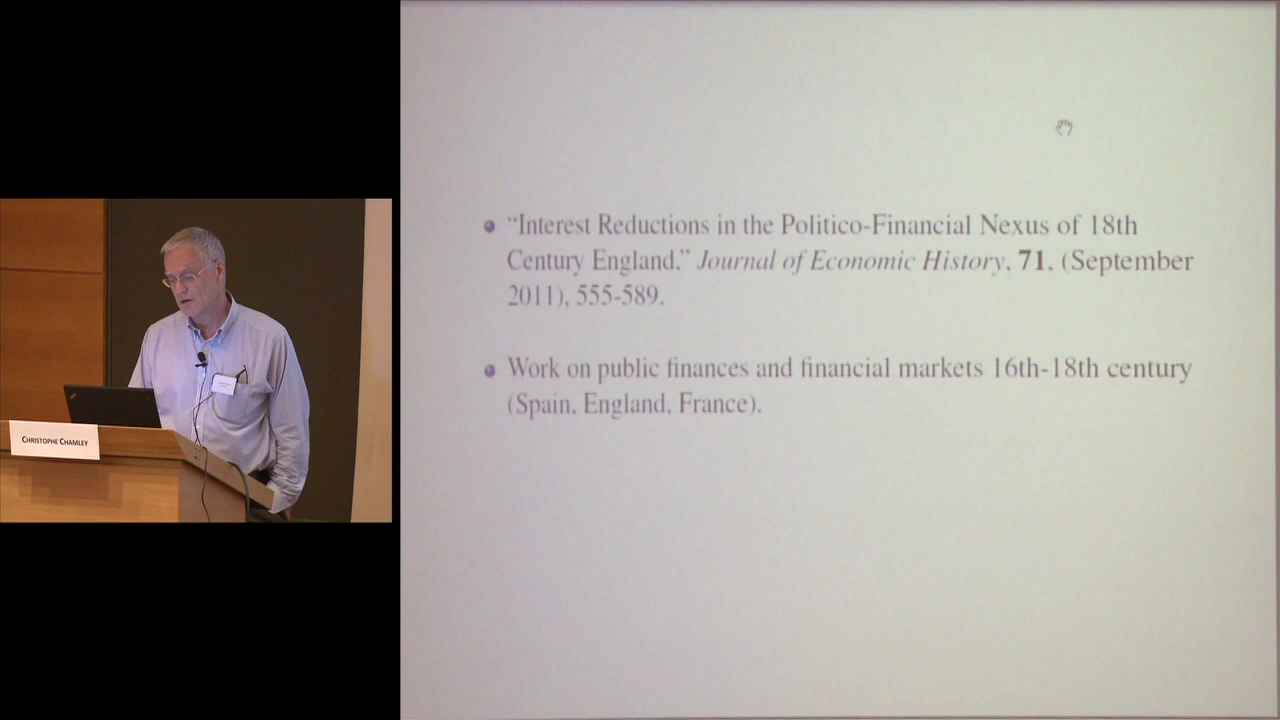 “Interest Reductions in the Politico-Financial Nexus of 18th
Century England,” Journal of Economic History, 71, (September
2011), 555-589.
Work on public finances and financial markets 16th-18th century
(Spain, England, France).
CHRISTOPHE CHAMLEY